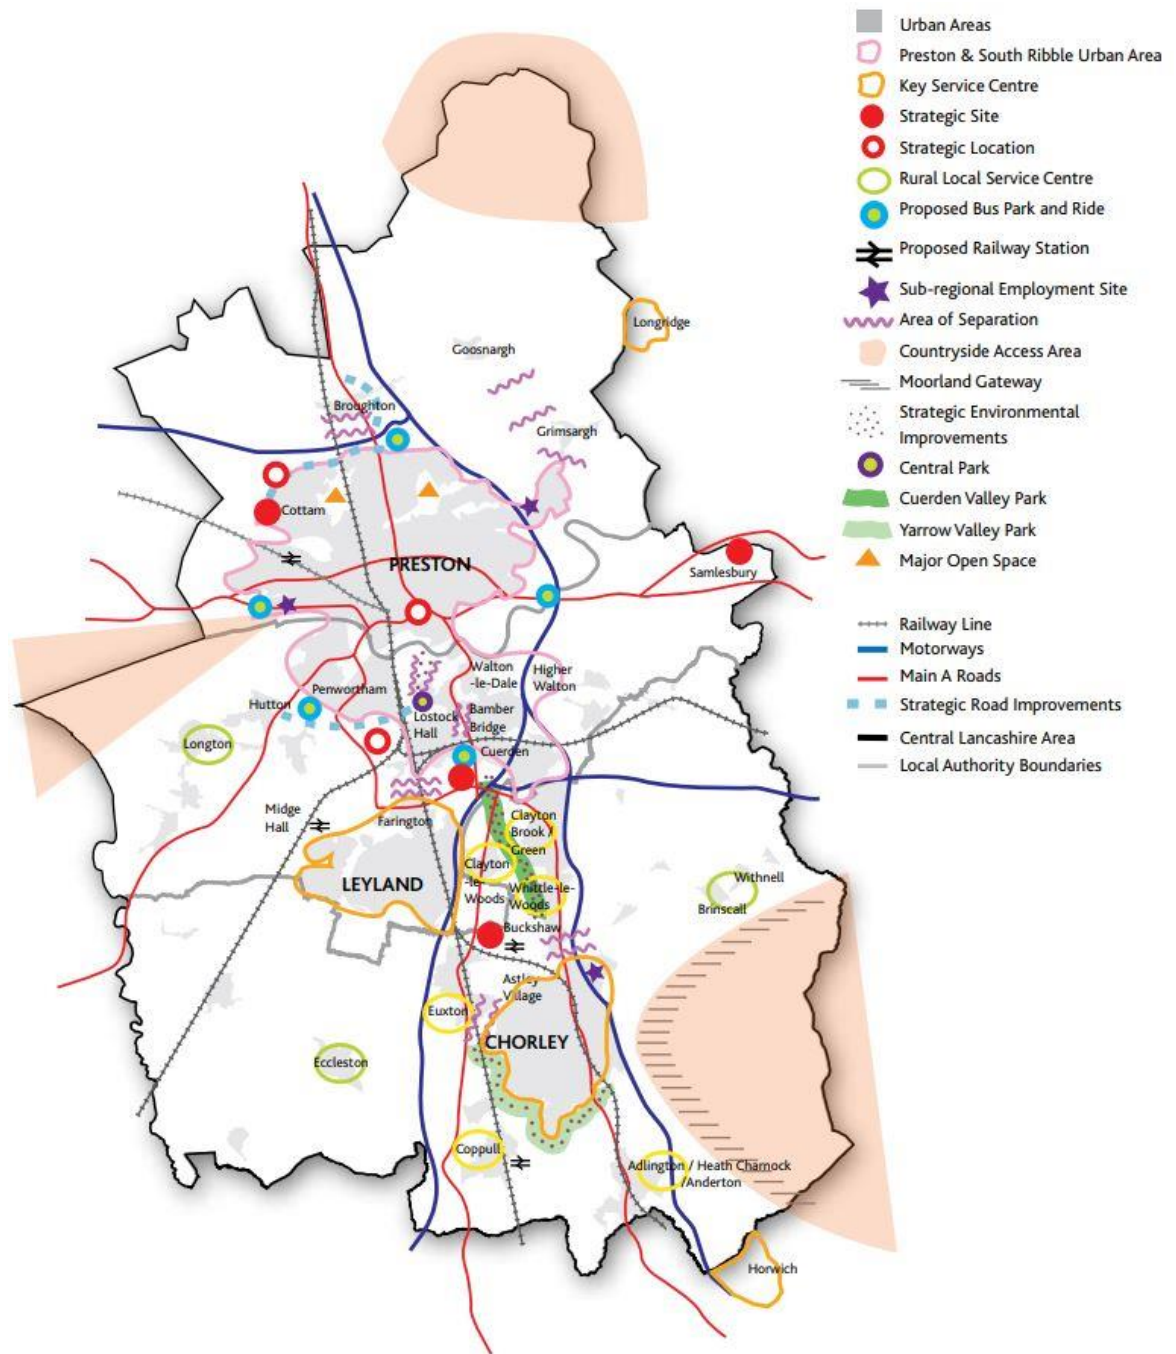 Urban Areas
Preston & South Ribble Urban Area
Key Service Centre
Strategic Site
Strategic Location
Rural Local Service Centre
Proposed Bus Park and Ride
Proposed Railway Station
Sub-regional Employment Site
Area of Separation
Countryside Access Area
Moorland Gateway
Strategic Environmental
Improvements
Central Park
Cuerden Valley Park
Yarrow Valley Park
Major Open Space
Railway Line
Motorways
Main A Roads
Strategic Road Improvements
Central Lancashire Area
Local Authority Boundaries
Longridge
Goosnargh
Broughton
Grimsargh
Cottam
PRESTON
Samlesbury
Walton
-le-Dale
Higher
Walton
Penwortham
Hutton
Lostock
Hall
Bamber
Bridge
Longton
Cuerden
Midge
Hall
Farington
Clayton
Brook /
Green
LEYLAND
Clayton
-le-
Woods
Whittle-le-
Woods
Withnell
Brinscall
Buckshaw
Astley
Village
Euxton
CHORLEY
Eccleston
Coppull
Adlington / Heath Charnock
/Anderton
Horwich